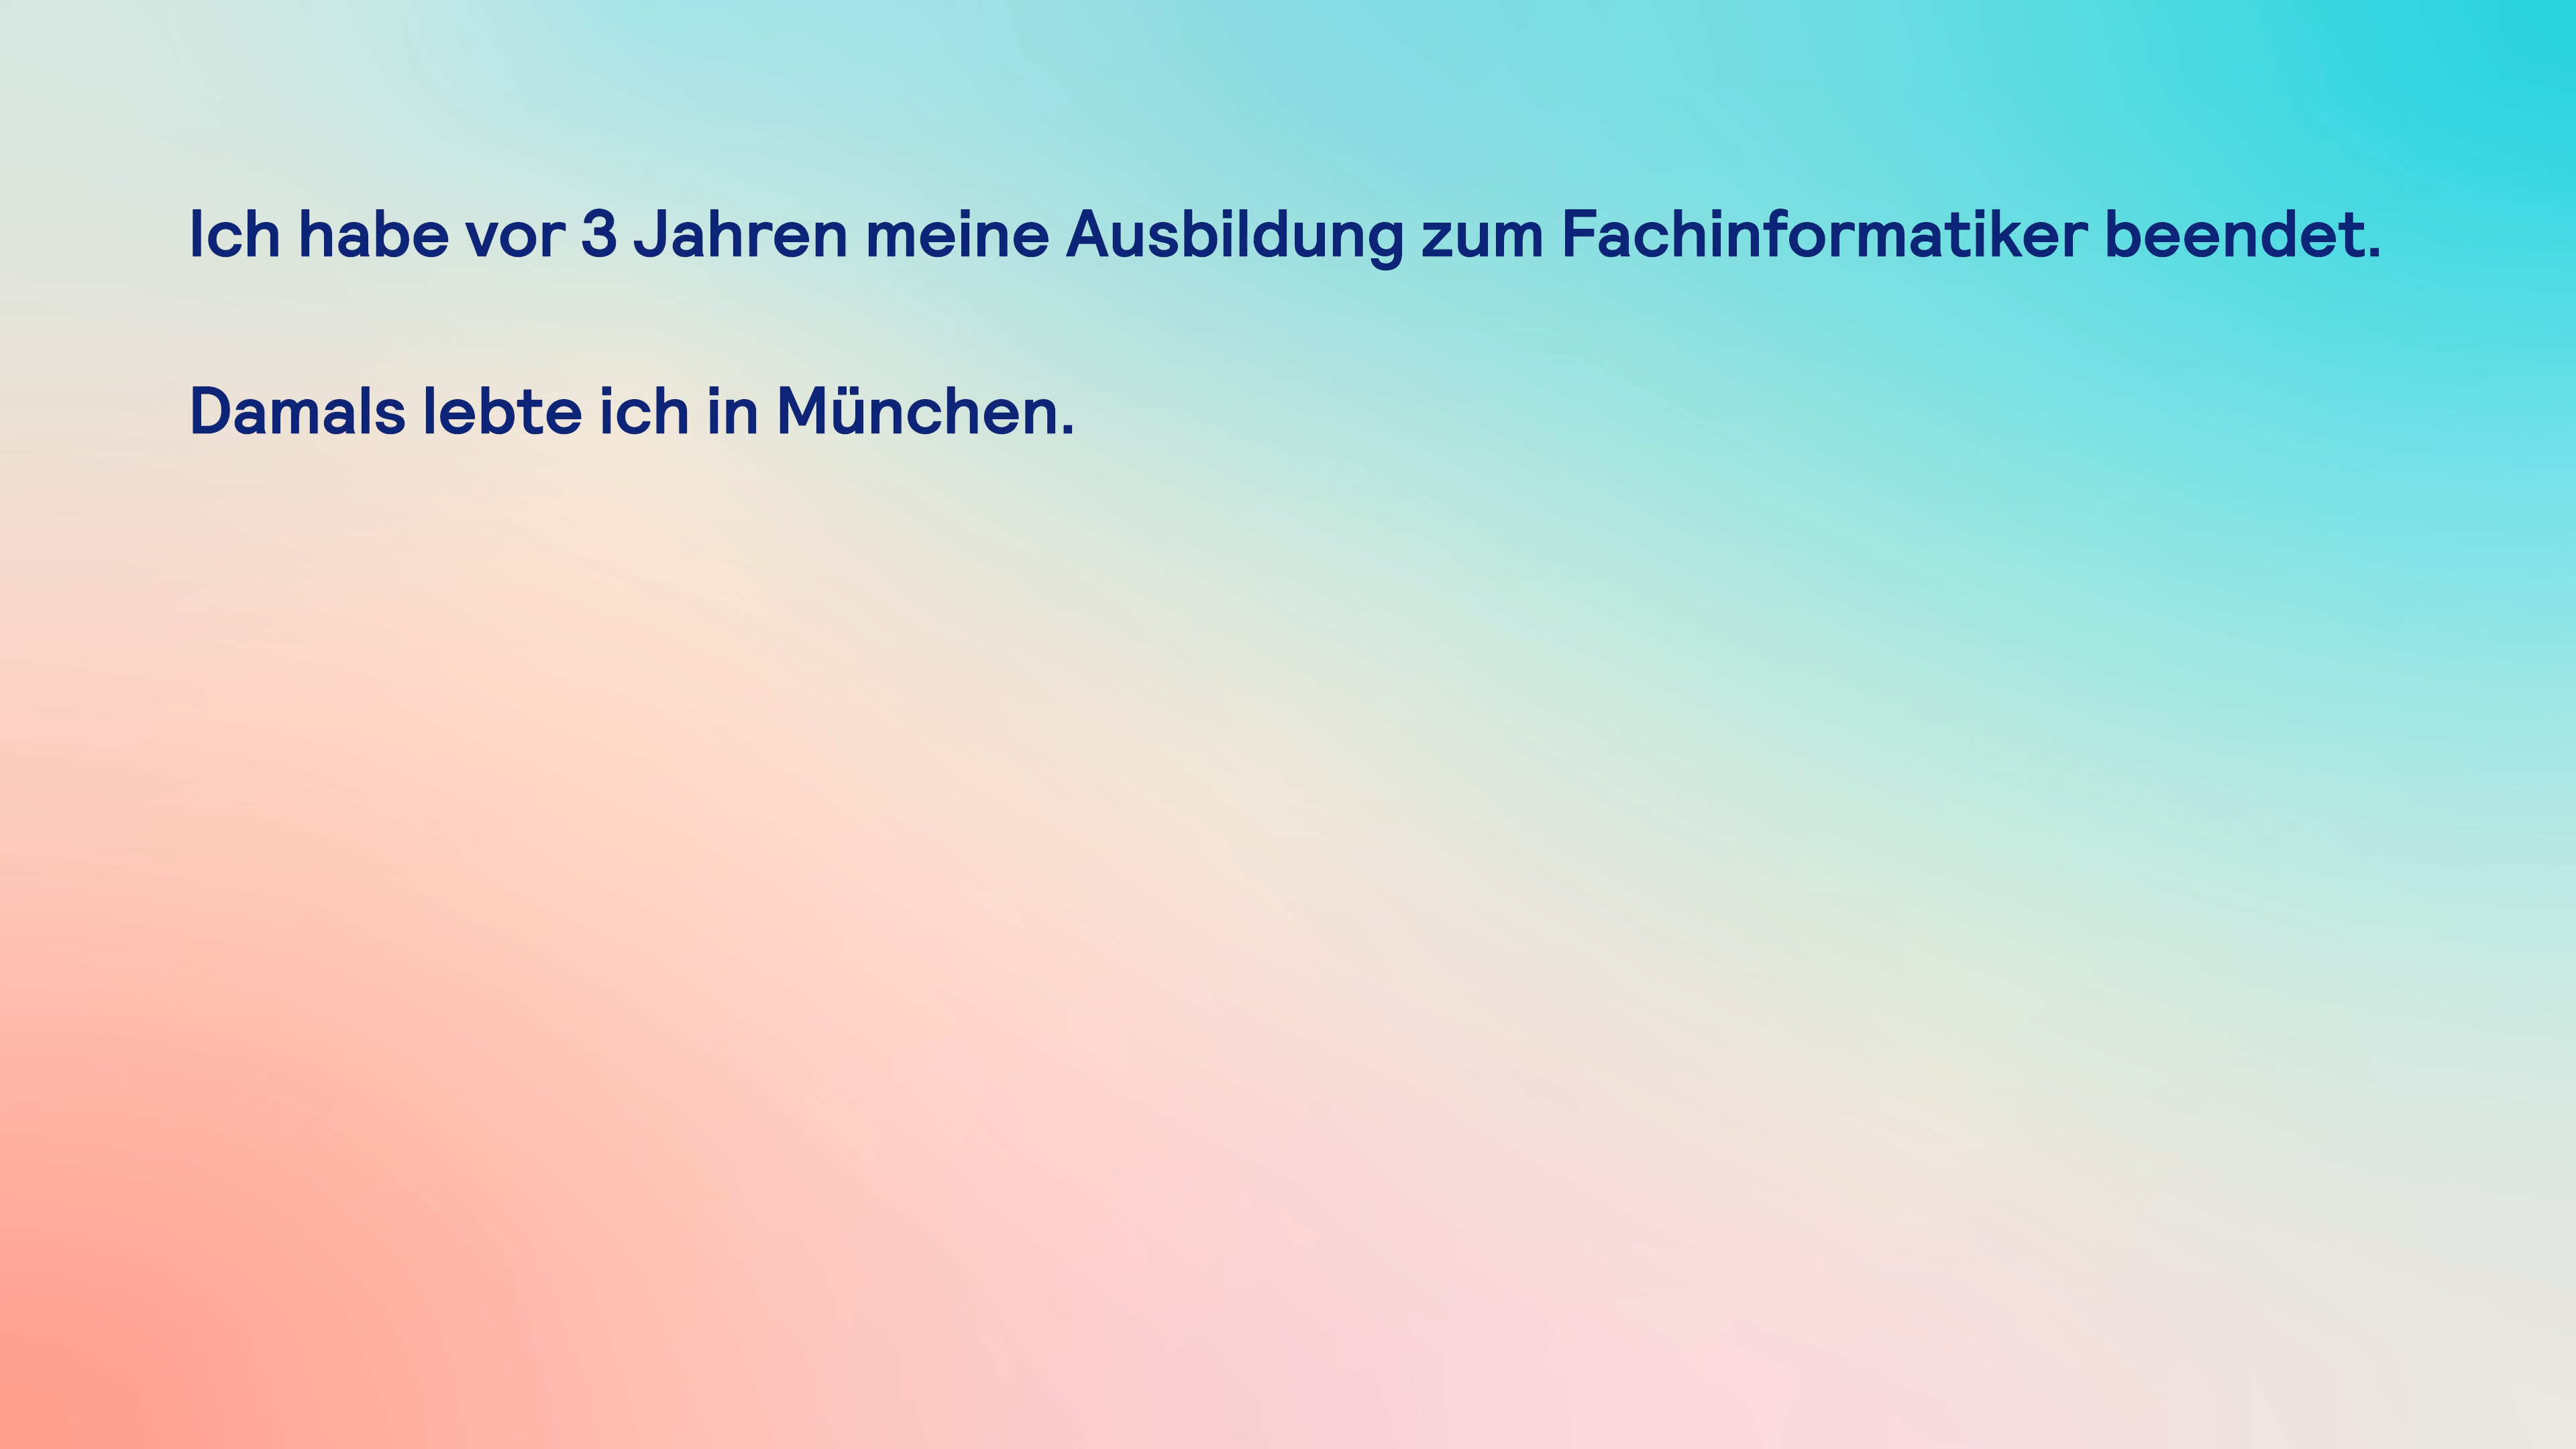 Ich habe vor 3 Jahren meine Ausbildung zum Fachinformatiker beendet.
Damals lebte ich in München.